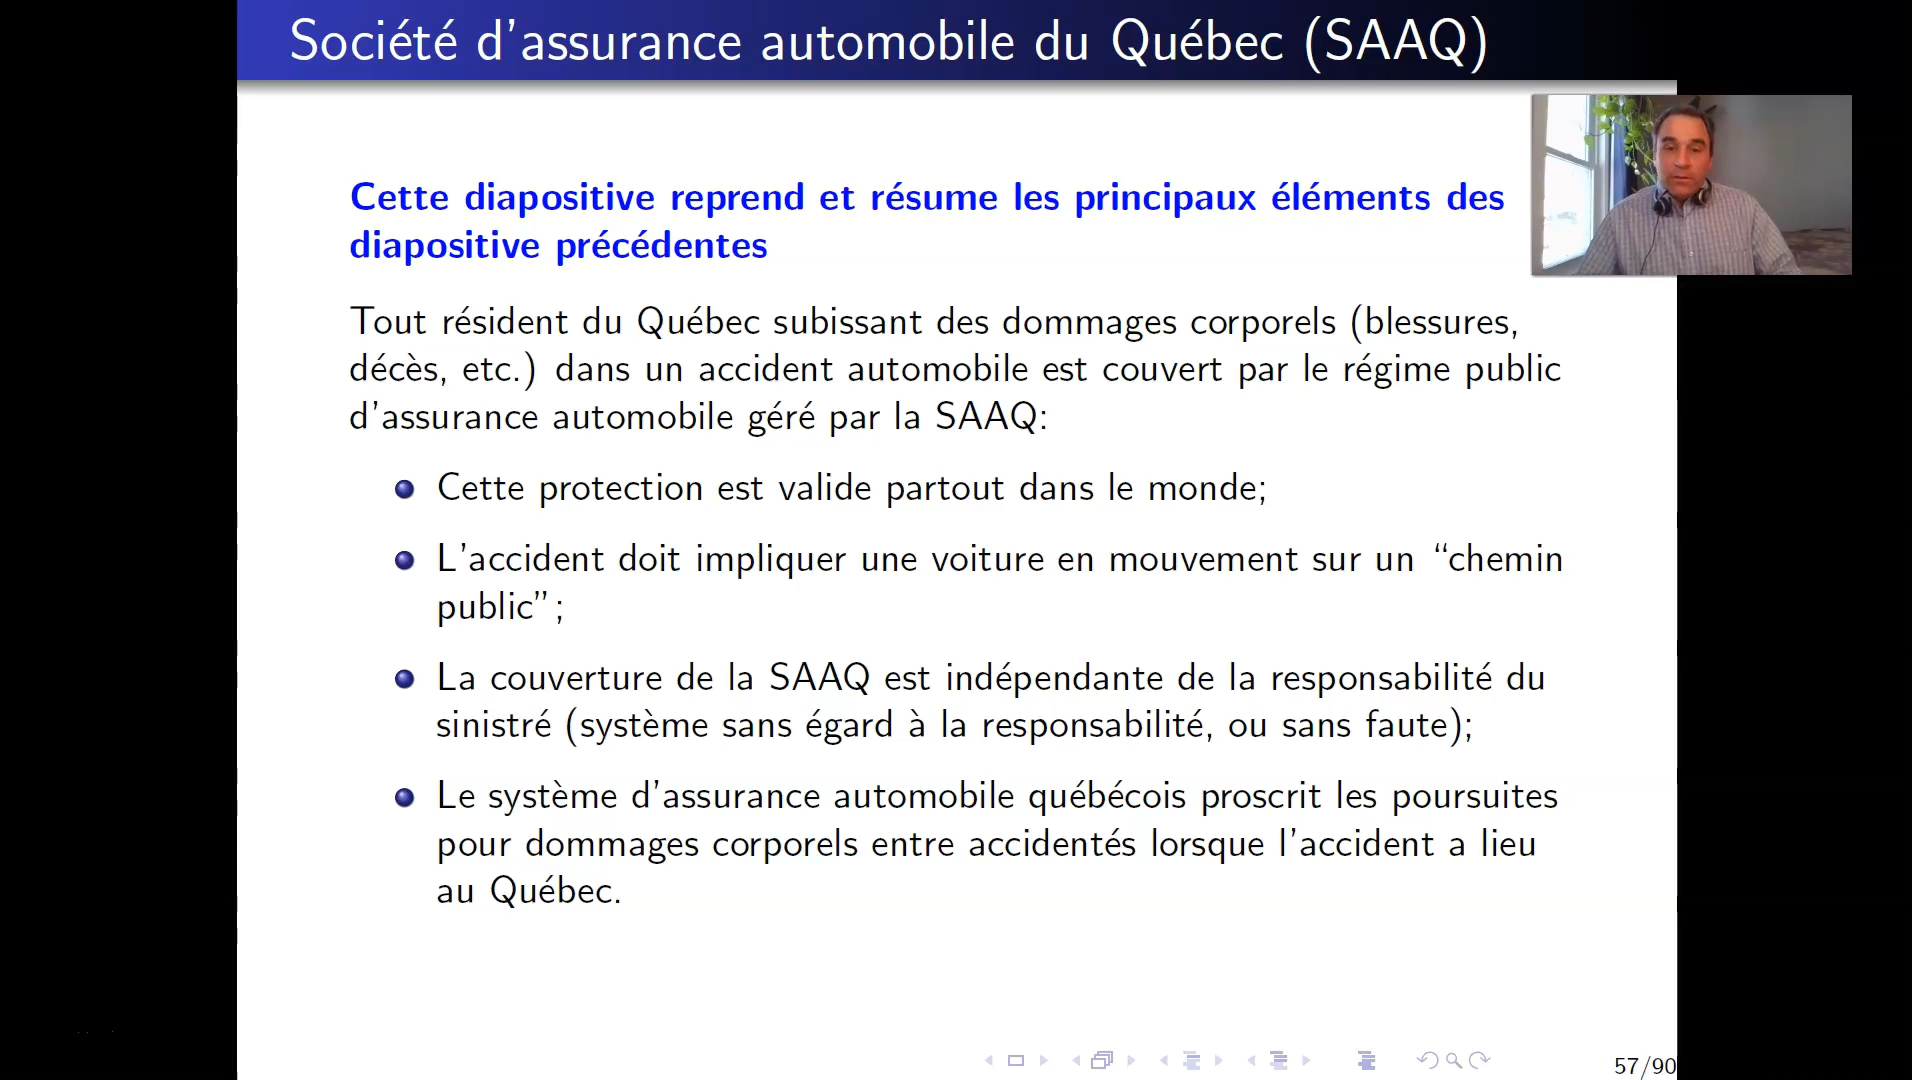 Société d'assurance automobile du Québec (SAAQ)
Cette diapositive reprend et résume les principaux éléments des
diapositive précédentes
Tout résident du Québec subissant des dommages corporels (blessures,
décès, etc.) dans un accident automobile est couvert par le régime public
d'assurance automobile géré par la SAAQ:
Cette protection est valide partout dans le monde;
L'accident doit impliquer une voiture en mouvement sur un “chemin
public”;
La couverture de la SAAQ est indépendante de la responsabilité du
sinistré (système sans égard à la responsabilité, ou sans faute);
Le système d'assurance automobile québécois proscrit les poursuites
pour dommages corporels entre accidentés lorsque l'accident a lieu
au Québec.
57/90